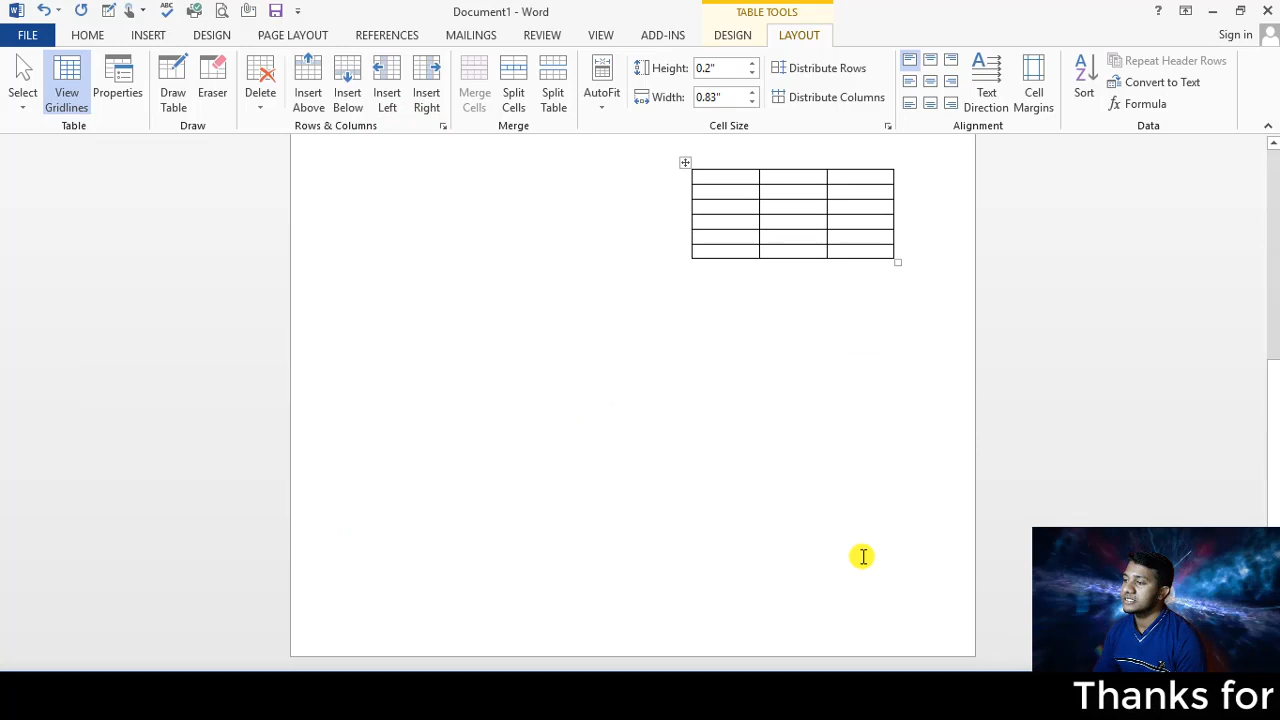 Document1 - Word
TABLE TOOLS
?
FILE
HOME
INSERT
DESIGN
PAGE LAYOUT
REFERENCES
MAILINGS
REVIEW
VIEW
ADD-INS
DESIGN
LAYOUT
Sign in
Select
View
Gridlines
Properties
Table
Draw
Table
Eraser
Draw
Delete
Insert
Above
Insert
Below
Insert
Left
Insert
Right
Rows & Columns
Merge
Cells
Split
Cells
Split
Table
Merge
AutoFit
Height: 0.2"
Width: 0.83"
Distribute Rows
Distribute Columns
Cell Size
Text
Direction
Cell
Margins
Alignment
Sort
Repeat Header Rows
Convert to Text
Formula
Data
Thanks for